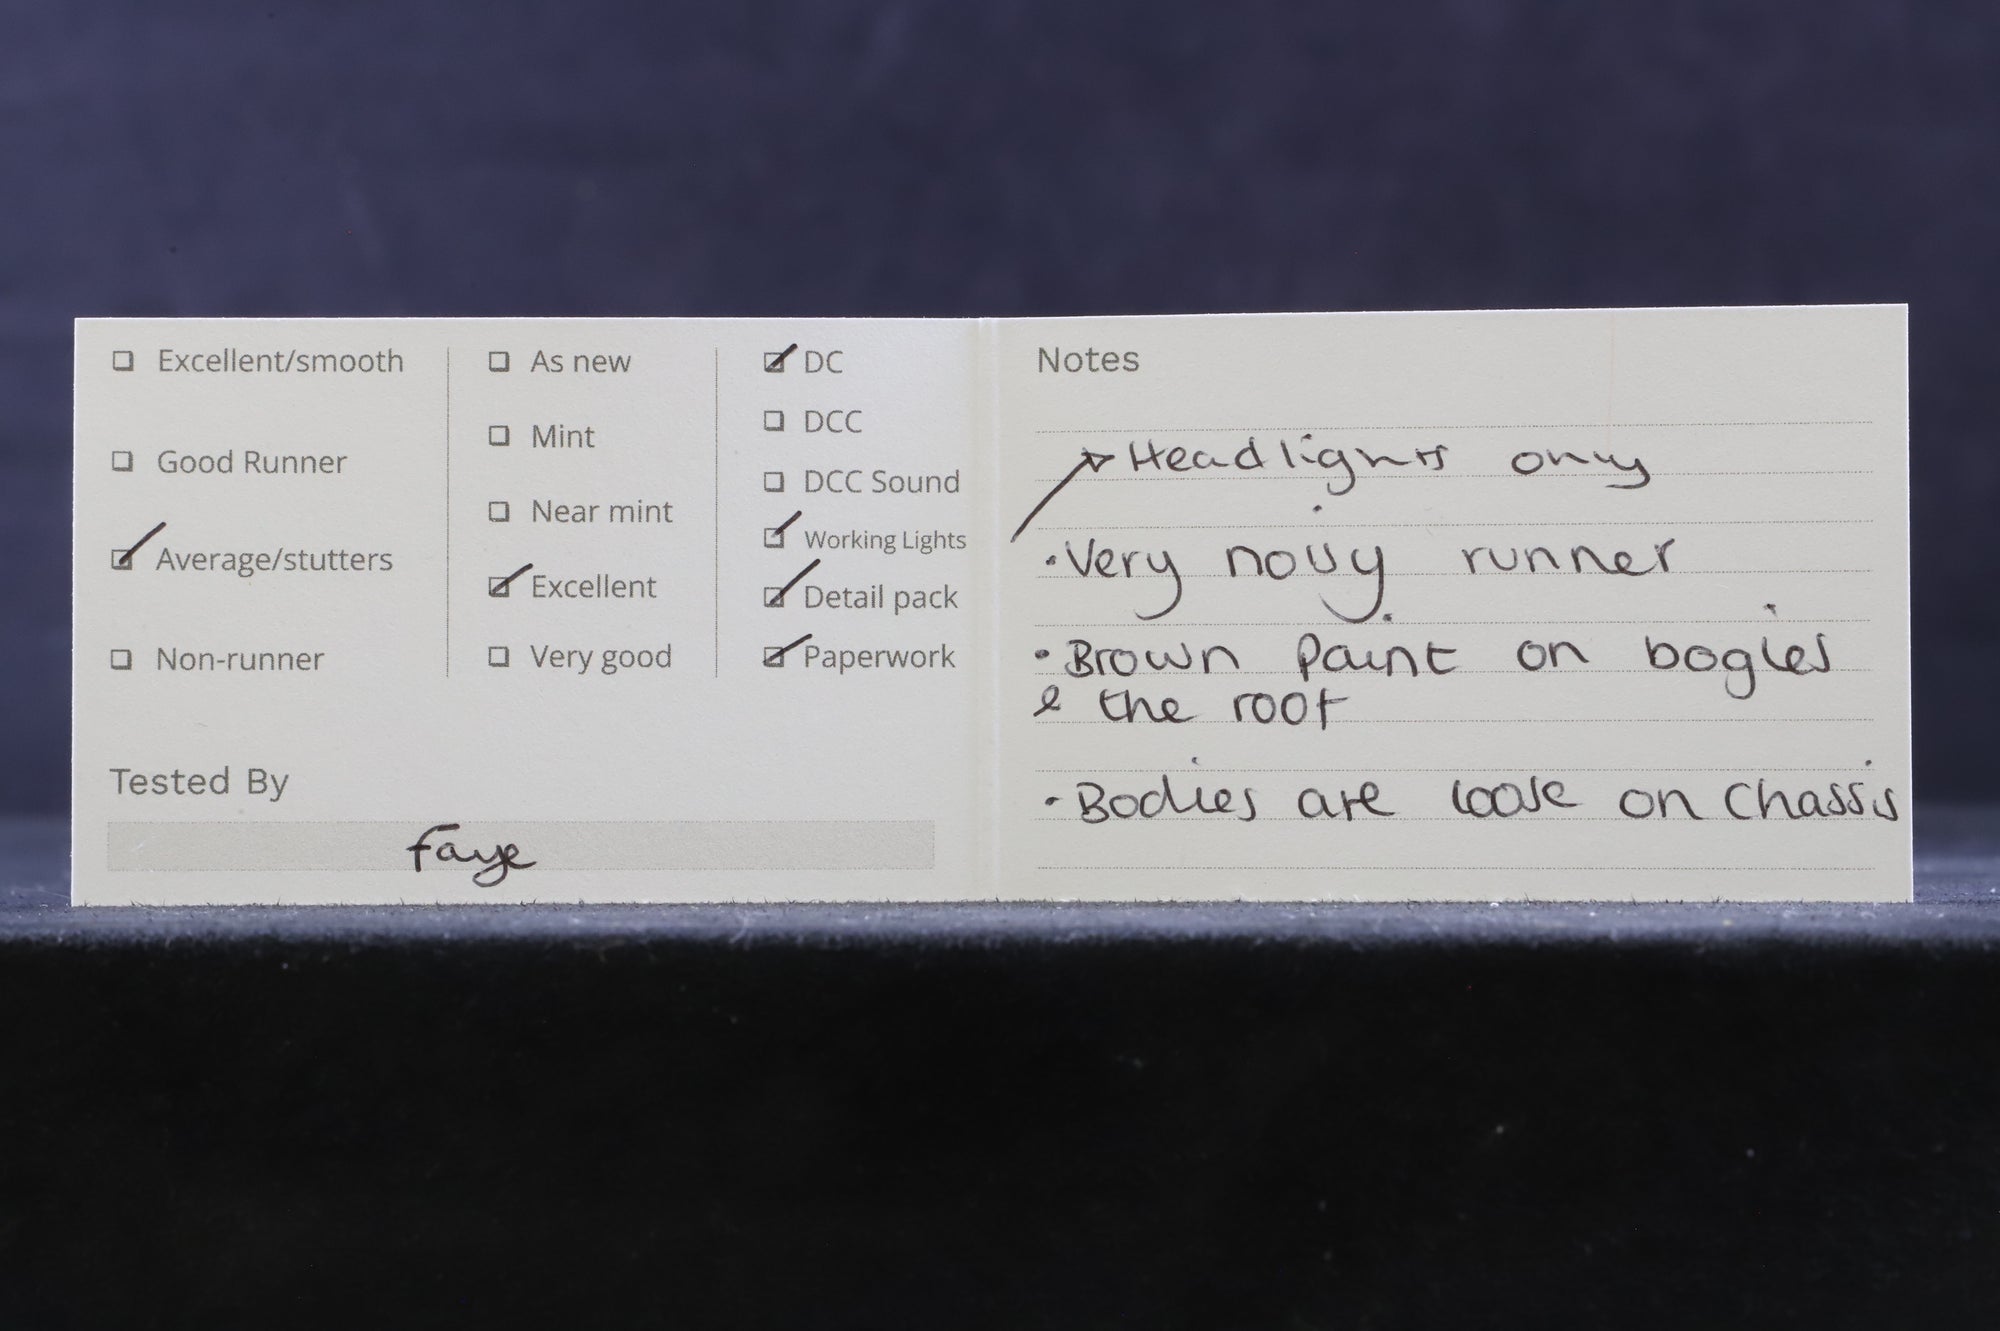 Excellent/smooth
Good Runner
Average/stutters
Non-runner
As new
Mint
Near mint
Excellent
Very good
DC
DCC
DCC Sound
Working Lights
Detail pack
Paperwork
Tested By
Faye
Notes
Headlights only
• Very noisy runner
• Brown paint on bogies
& the roof
• Bodies are loose on chassis